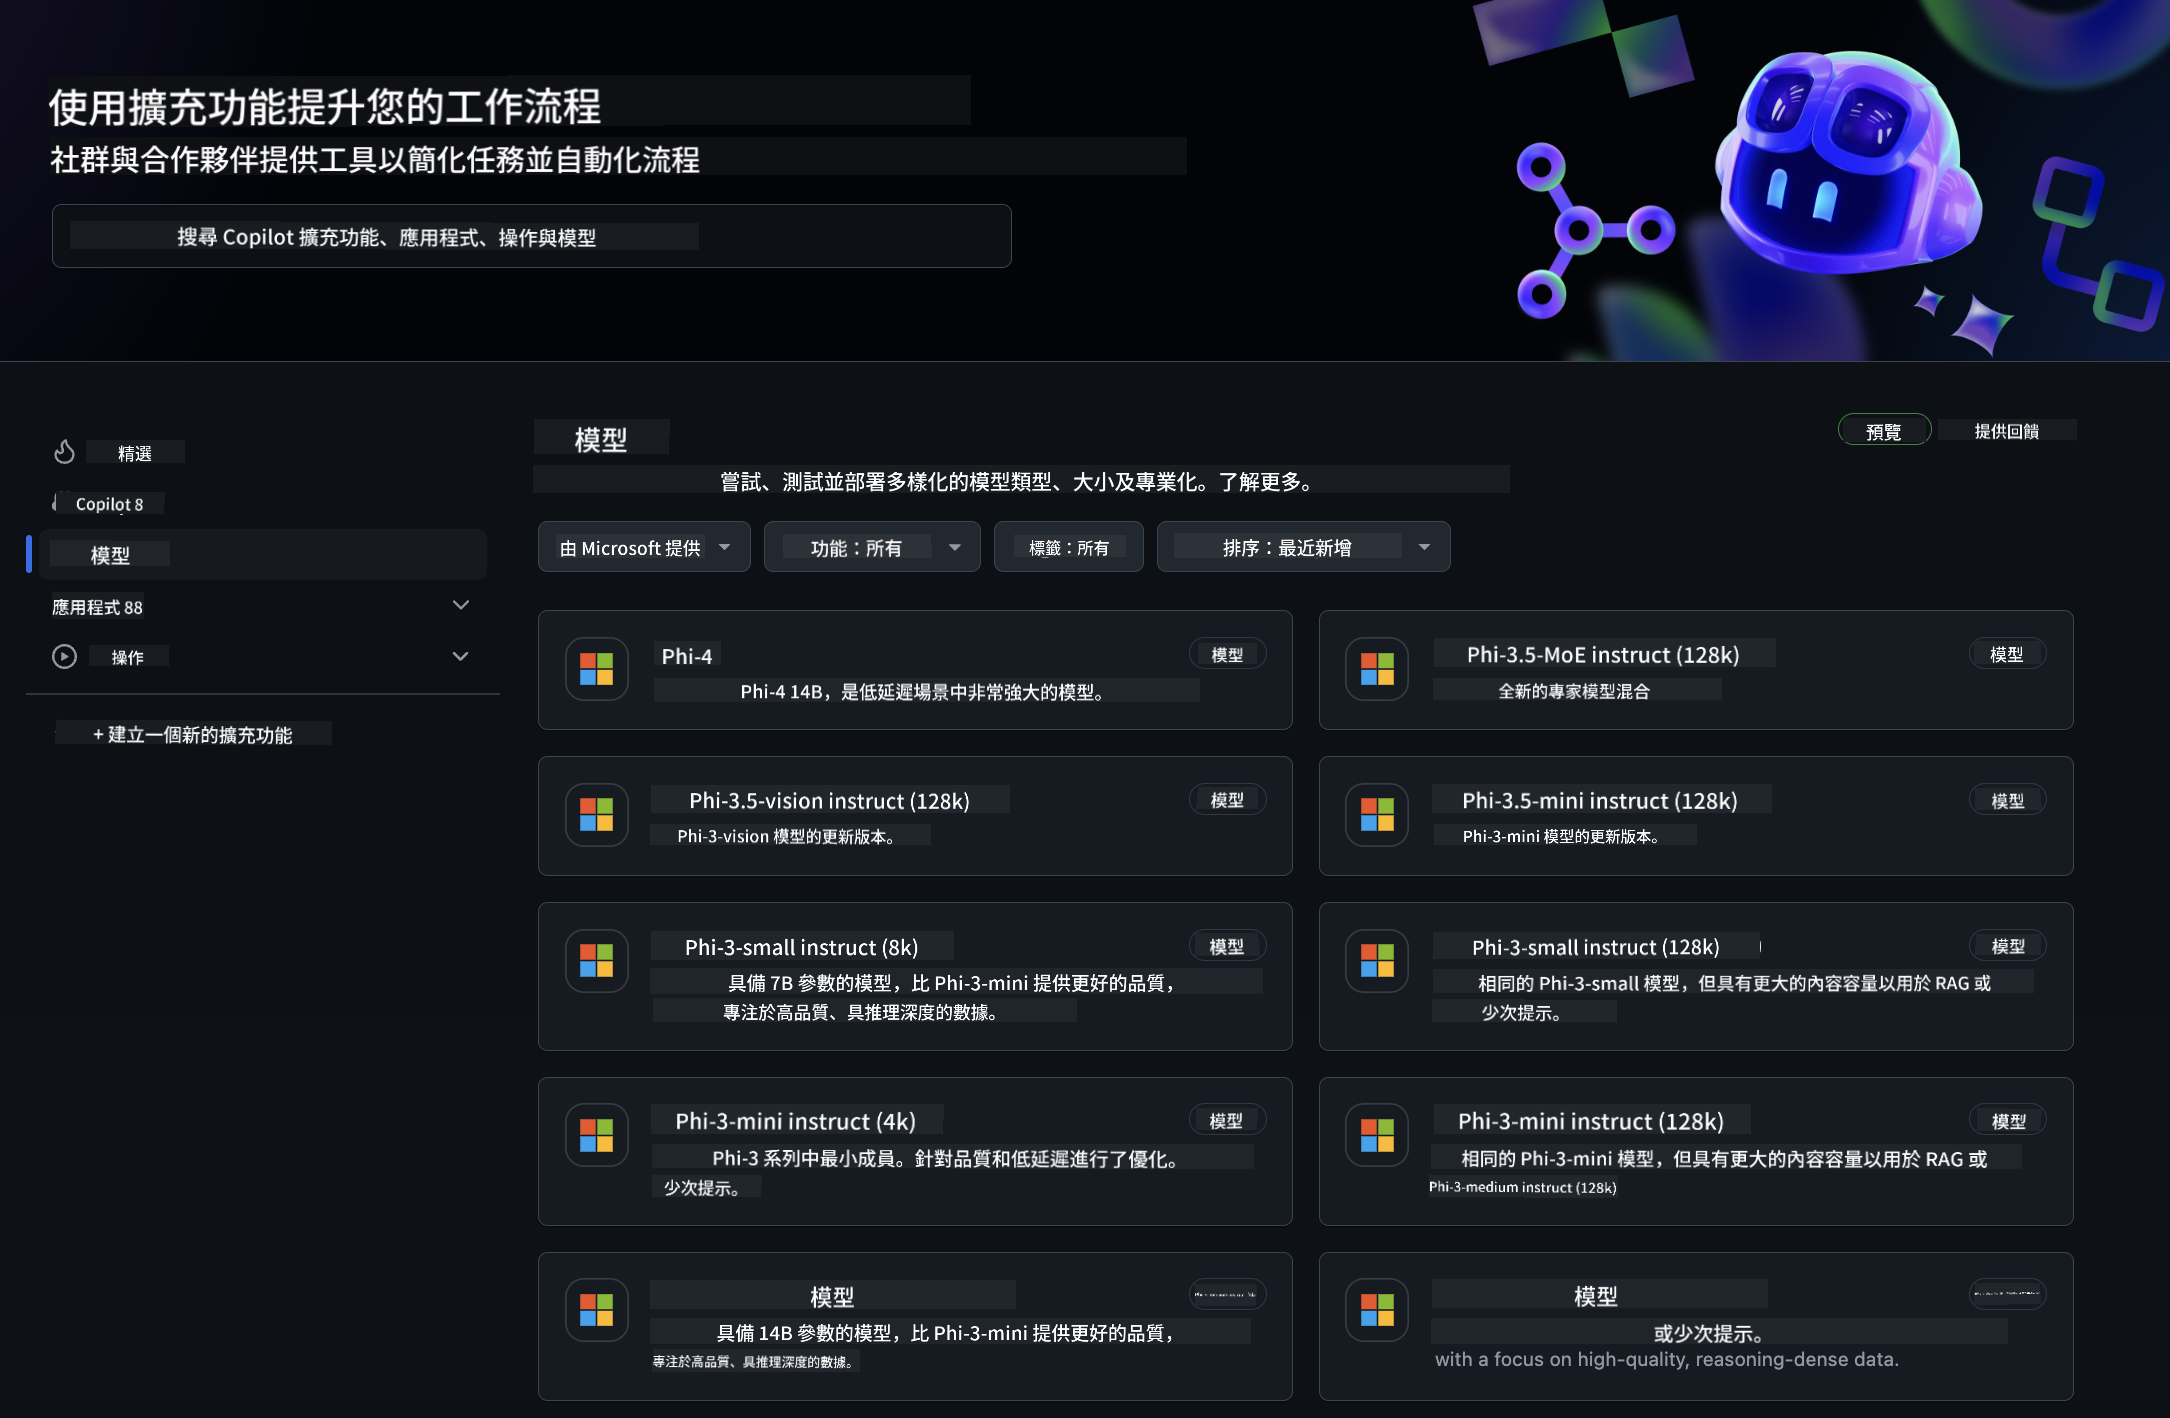 使用擴充功能提升您的工作流程
社群與合作夥伴提供工具以簡化任務並自動化流程
搜尋 Copilot 擴充功能、應用程式、操作與模型
精選
Copilot 8
模型
應用程式 88
操作
+ 建立一個新的擴充功能
模型
預覽
提供回饋
嘗試、測試並部署多樣化的模型類型、大小及專業化。了解更多。
由 Microsoft 提供
功能：所有
標籤：所有
排序：最近新增
Phi-4
模型
Phi-4 14B，是低延遲場景中非常強大的模型。
Phi-3.5-MoE instruct (128k)
模型
全新的專家模型混合
Phi-3.5-vision instruct (128k)
模型
Phi-3-vision 模型的更新版本。
Phi-3.5-mini instruct (128k)
模型
Phi-3-mini 模型的更新版本。
Phi-3-small instruct (8k)
模型
具備 7B 參數的模型，比 Phi-3-mini 提供更好的品質，
專注於高品質、具推理深度的數據。
Phi-3-small instruct (128k)
模型
相同的 Phi-3-small 模型，但具有更大的內容容量以用於 RAG 或
少次提示。
Phi-3-mini instruct (4k)
模型
Phi-3 系列中最小成員。針對品質和低延遲進行了優化。
少次提示。
Phi-3-mini instruct (128k)
模型
相同的 Phi-3-mini 模型，但具有更大的內容容量以用於 RAG 或
Phi-3-medium instruct (128k)
模型
具備 14B 參數的模型，比 Phi-3-mini 提供更好的品質，
專注於高品質、具推理深度的數據。
模型
或少次提示。
with a focus on high-quality, reasoning-dense data.